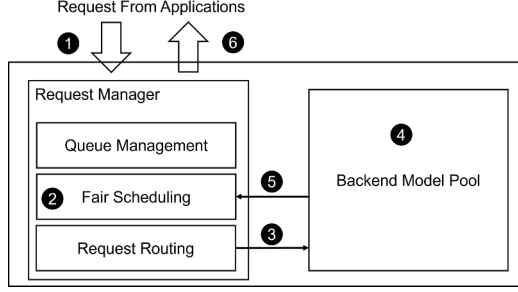 Request From Applications
1
6
Request Manager
Queue Management
4
2 Fair Scheduling
5
Backend Model Pool
Request Routing
3